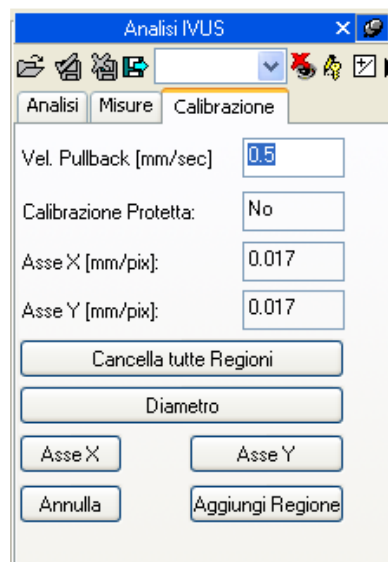 Analisi IVUS
Analisi Misure Calibrazione
Vel. Pullback [mm/sec] 0.5
Calibrazione Protetta: No
Asse X [mm/pix]: 0.017
Asse Y [mm/pix]: 0.017
Cancella tutte Regioni
Diametro
Asse X Asse Y
Annulla Aggiungi Regione